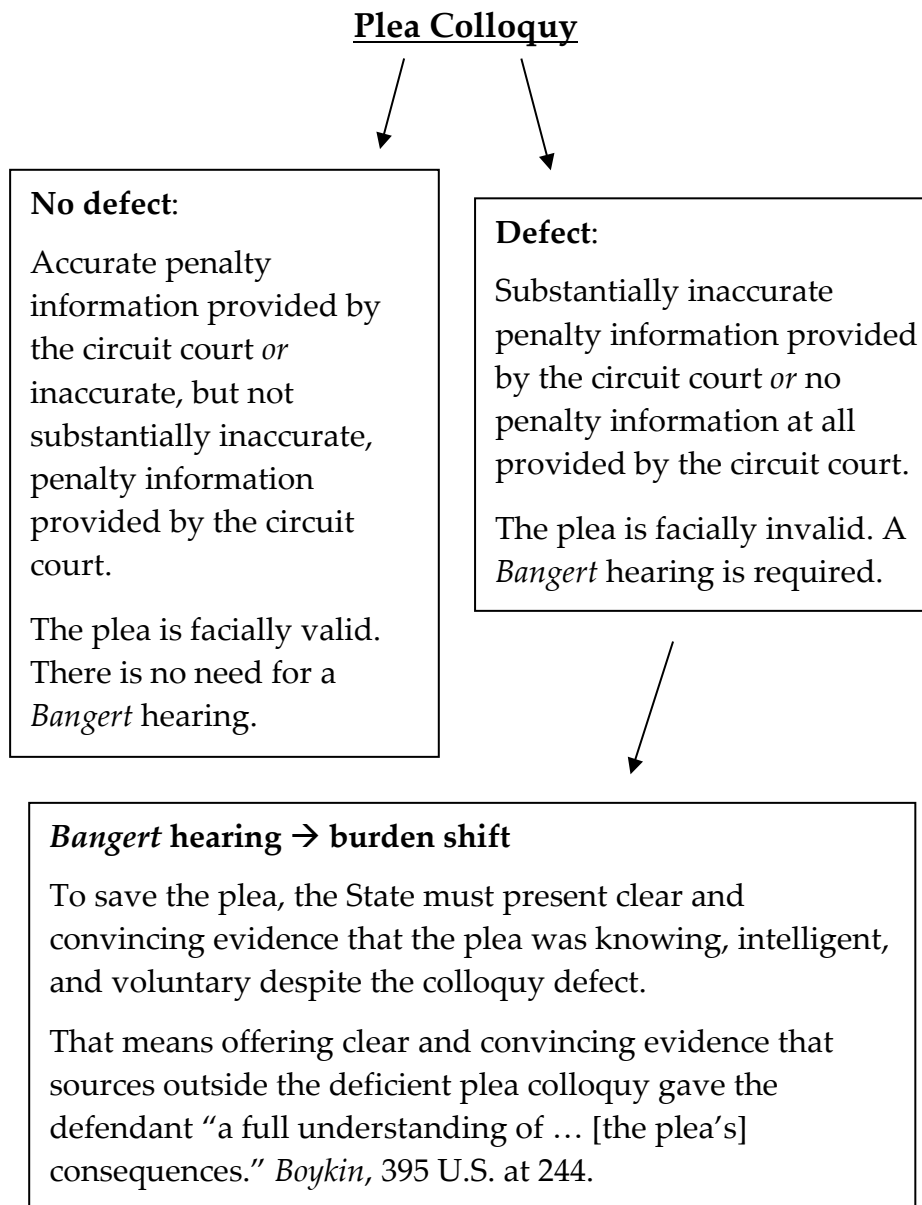 Plea Colloquy
No defect:
Accurate penalty
information provided by
the circuit court or
inaccurate, but not
substantially inaccurate,
penalty information
provided by the circuit
court.
The plea is facially valid.
There is no need for a
Bangert hearing.
Defect:
Substantially inaccurate
penalty information provided
by the circuit court or no
penalty information at all
provided by the circuit court.
The plea is facially invalid. A
Bangert hearing is required.
Bangert hearing → burden shift
To save the plea, the State must present clear and
convincing evidence that the plea was knowing, intelligent,
and voluntary despite the colloquy defect.
That means offering clear and convincing evidence that
sources outside the deficient plea colloquy gave the
defendant “a full understanding of … [the plea’s]
consequences.” Boykin, 395 U.S. at 244.